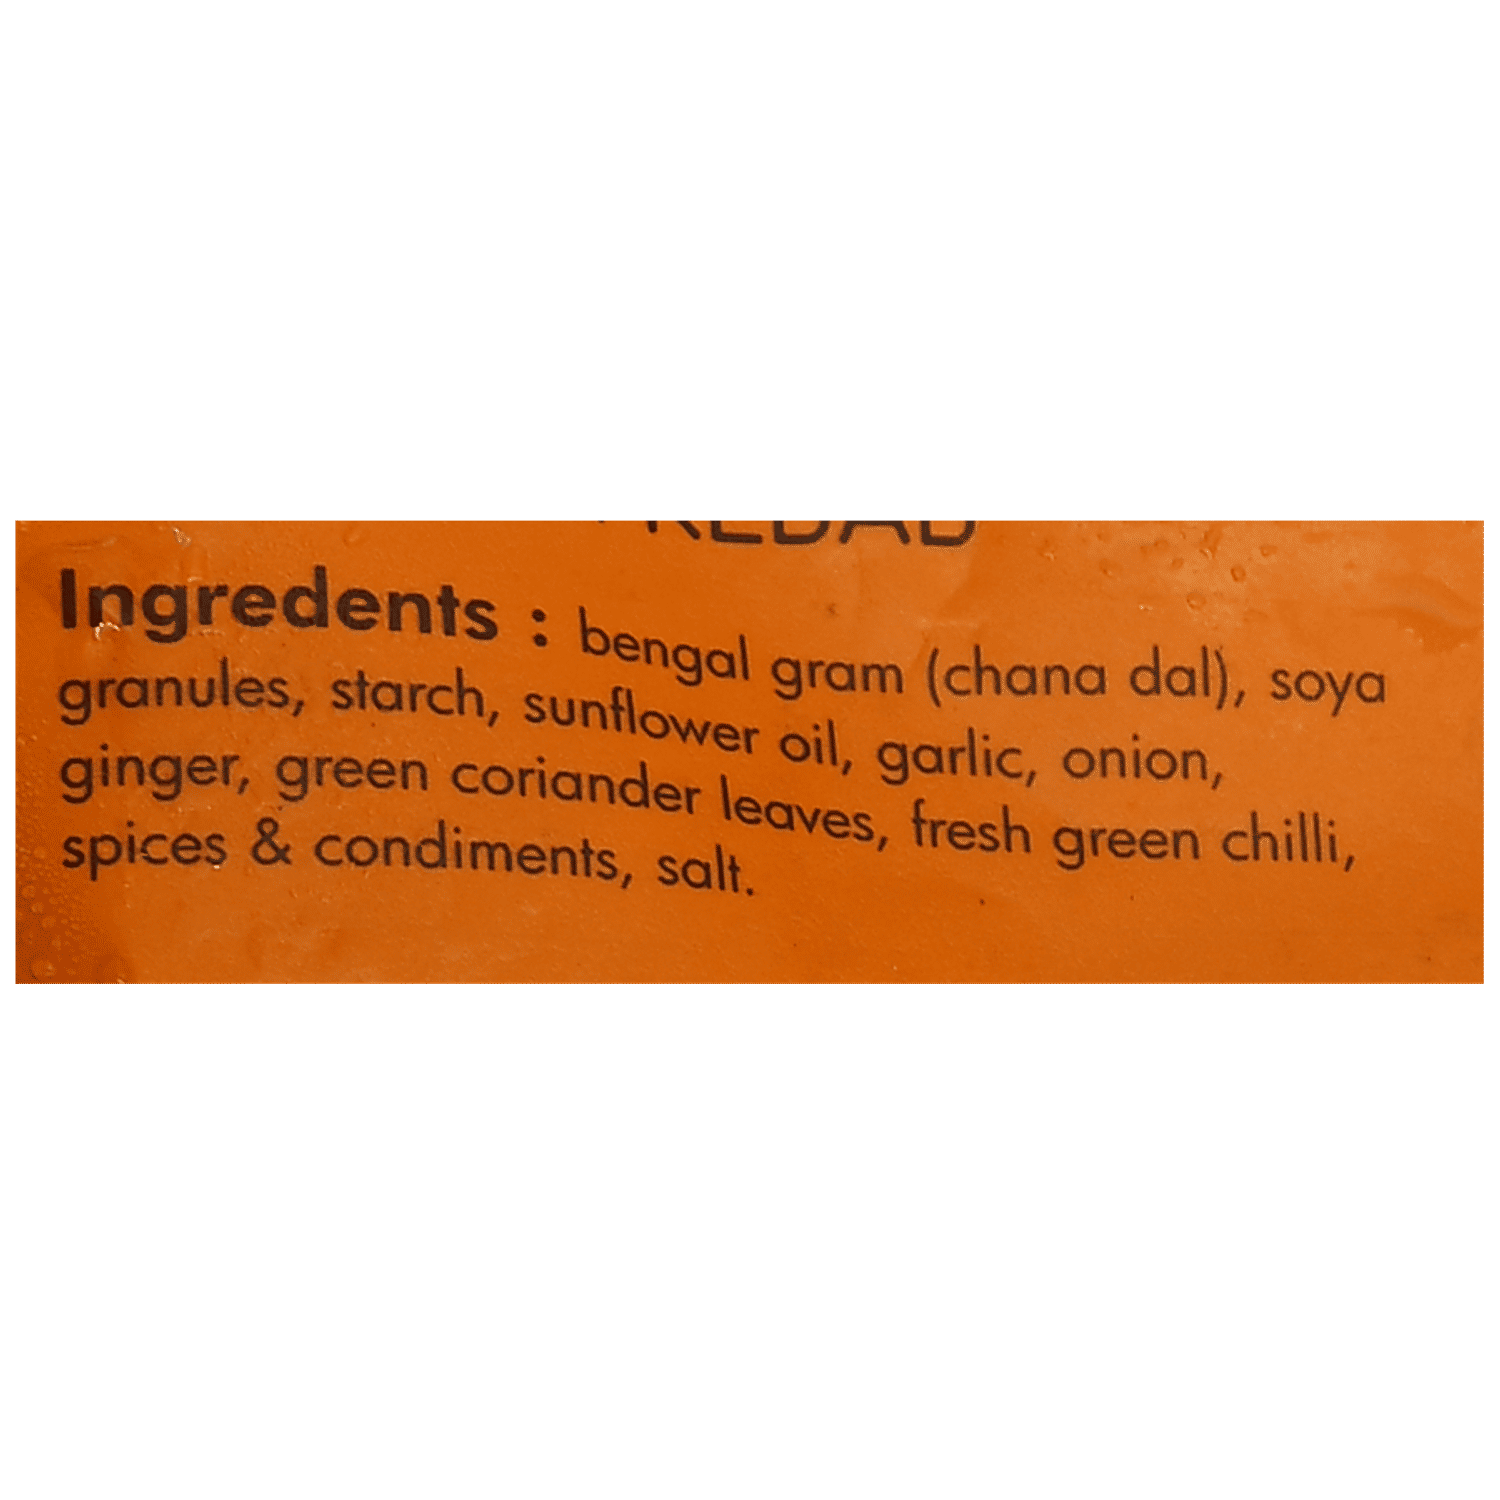 KEBAB
Ingredents : bengal gram (chana dal), soya
granules, starch, sunflower oil, garlic, onion,
ginger, green coriander leaves, fresh green chilli,
spices & condiments, salt.